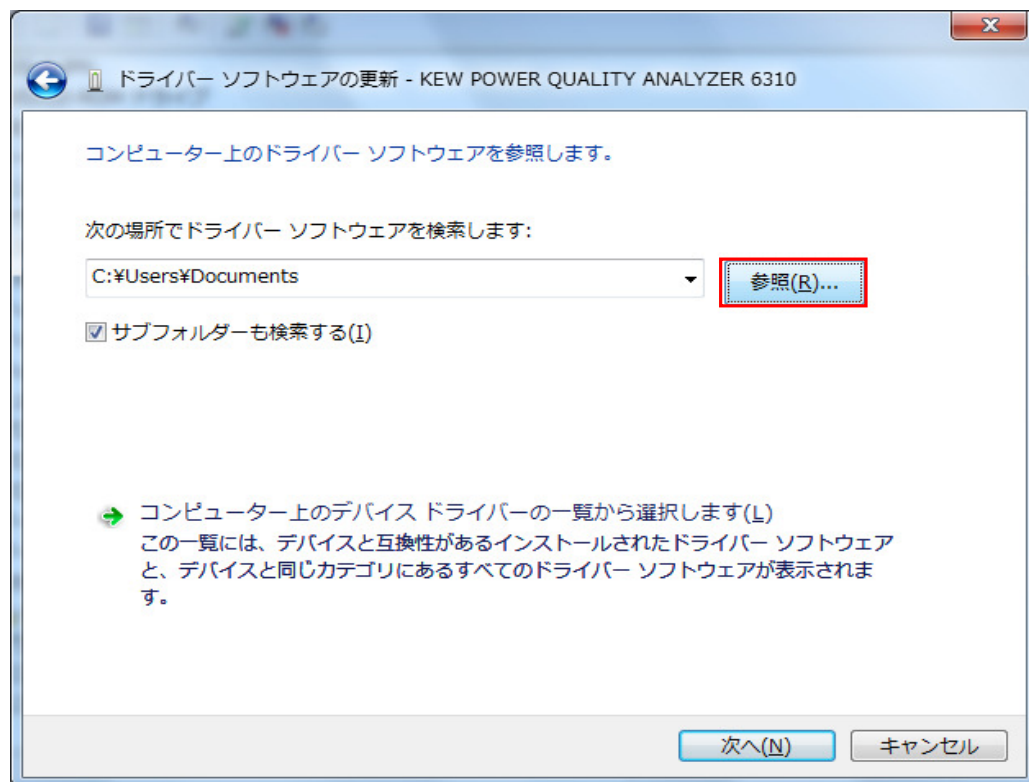 ドライバー ソフトウェアの更新 - KEW POWER QUALITY ANALYZER 6310
コンピューター上のドライバー ソフトウェアを参照します。
次の場所でドライバー ソフトウェアを検索します:
C:¥Users¥Documents
参照(R)...
サブフォルダーも検索する(I)
コンピューター上のデバイス ドライバーの一覧から選択します(L)
この一覧には、デバイスと互換性があるインストールされたドライバー ソフトウェア
と、デバイスと同じカテゴリにあるすべてのドライバー ソフトウェアが表示されま
す。
次へ(N)
キャンセル